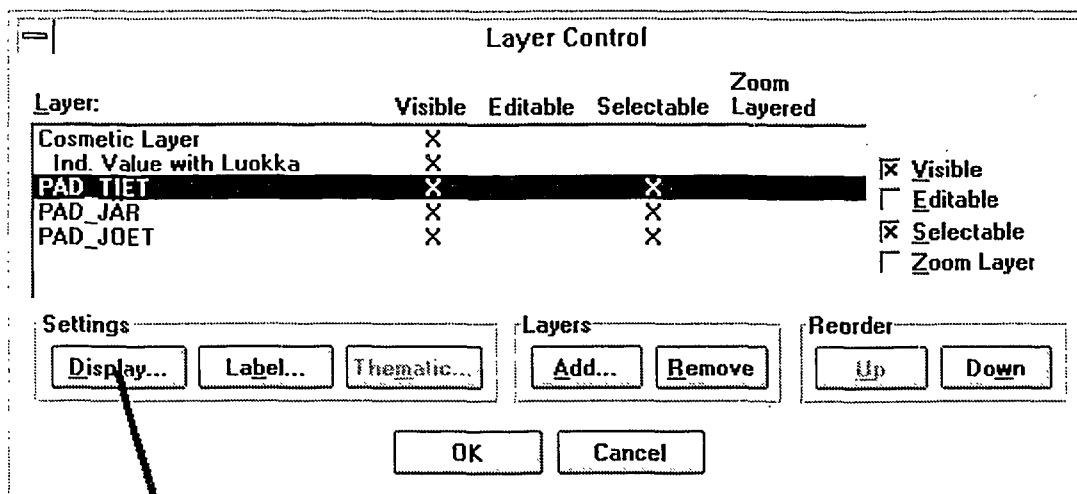 Layer Control
Layer: Visible Editable Selectable Zoom Layered
Cosmetic Layer X
Ind. Value with Luokka X
PAD_TIET X X
PAD_JAR X X
PAD_JOET X X
Visible
Editable
Selectable
Zoom Layer
Settings
Display... Label... Thematic...
Layers
Add... Remove
Reorder
Up Down
OK Cancel